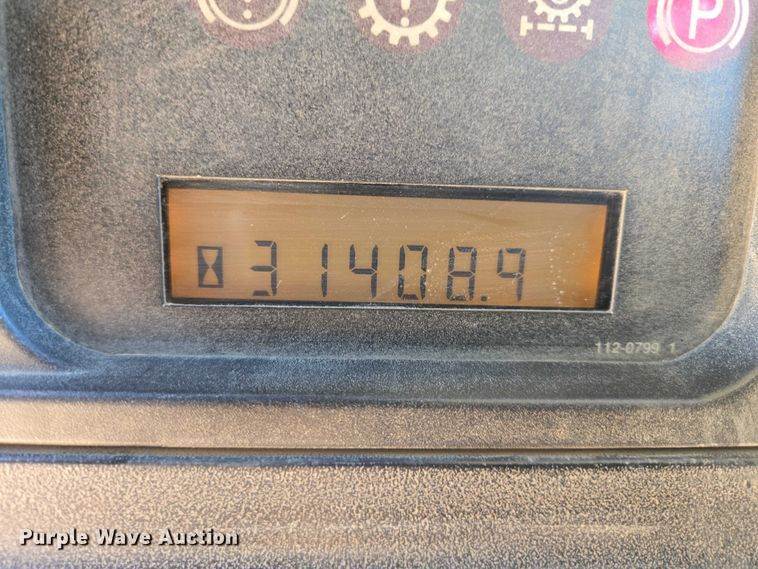 P
31408.9
112-0799 1
Purple Wave Auction